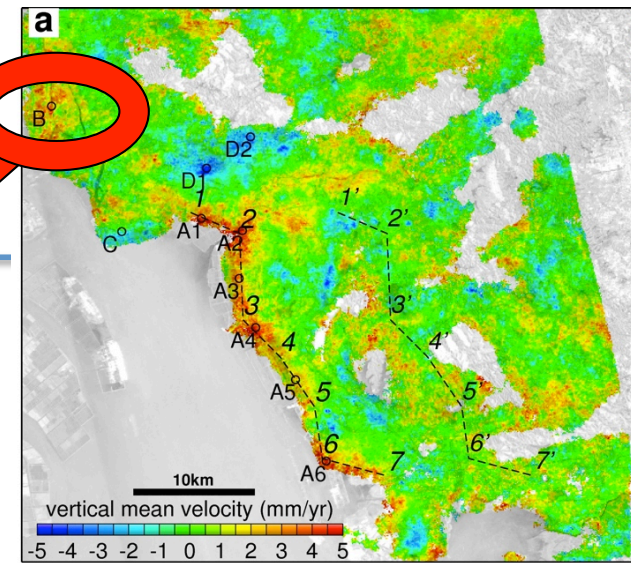 a
B
D2
D1
1
1'
A1
2
2'
C
A2
A3
3
3'
A4
4
4'
A5
5
5'
6
6'
A6
7
7'
10km
vertical mean velocity (mm/yr)
-5 -4 -3 -2 -1 0 1 2 3 4 5